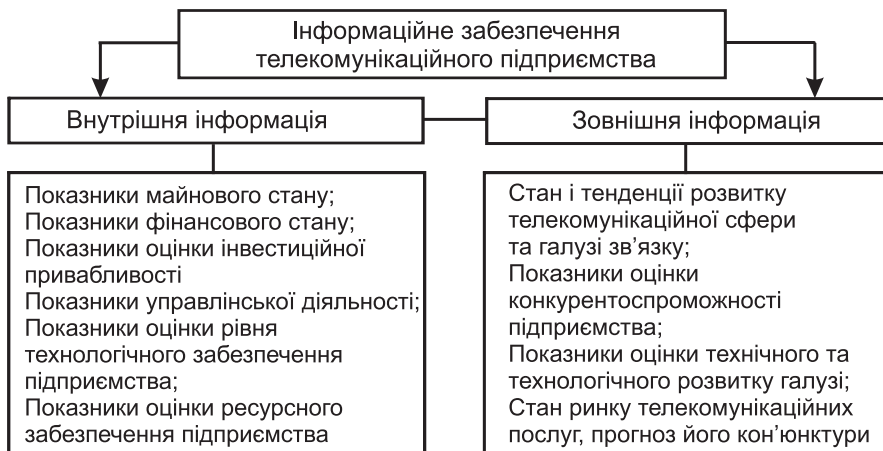 Інформаційне забезпечення
телекомунікаційного підприємства
Внутрішня інформація
Зовнішня інформація
Показники майнового стану;
Показники фінансового стану;
Показники оцінки інвестиційної
привабливості
Показники управлінської діяльності;
Показники оцінки рівня
технологічного забезпечення
підприємства;
Показники оцінки ресурсного
забезпечення підприємства
Стан і тенденції розвитку
телекомунікаційної сфери
та галузі зв’язку;
Показники оцінки
конкурентоспроможності
підприємства;
Показники оцінки технічного та
технологічного розвитку галузі;
Стан ринку телекомунікаційних
послуг, прогноз його кон’юнктури